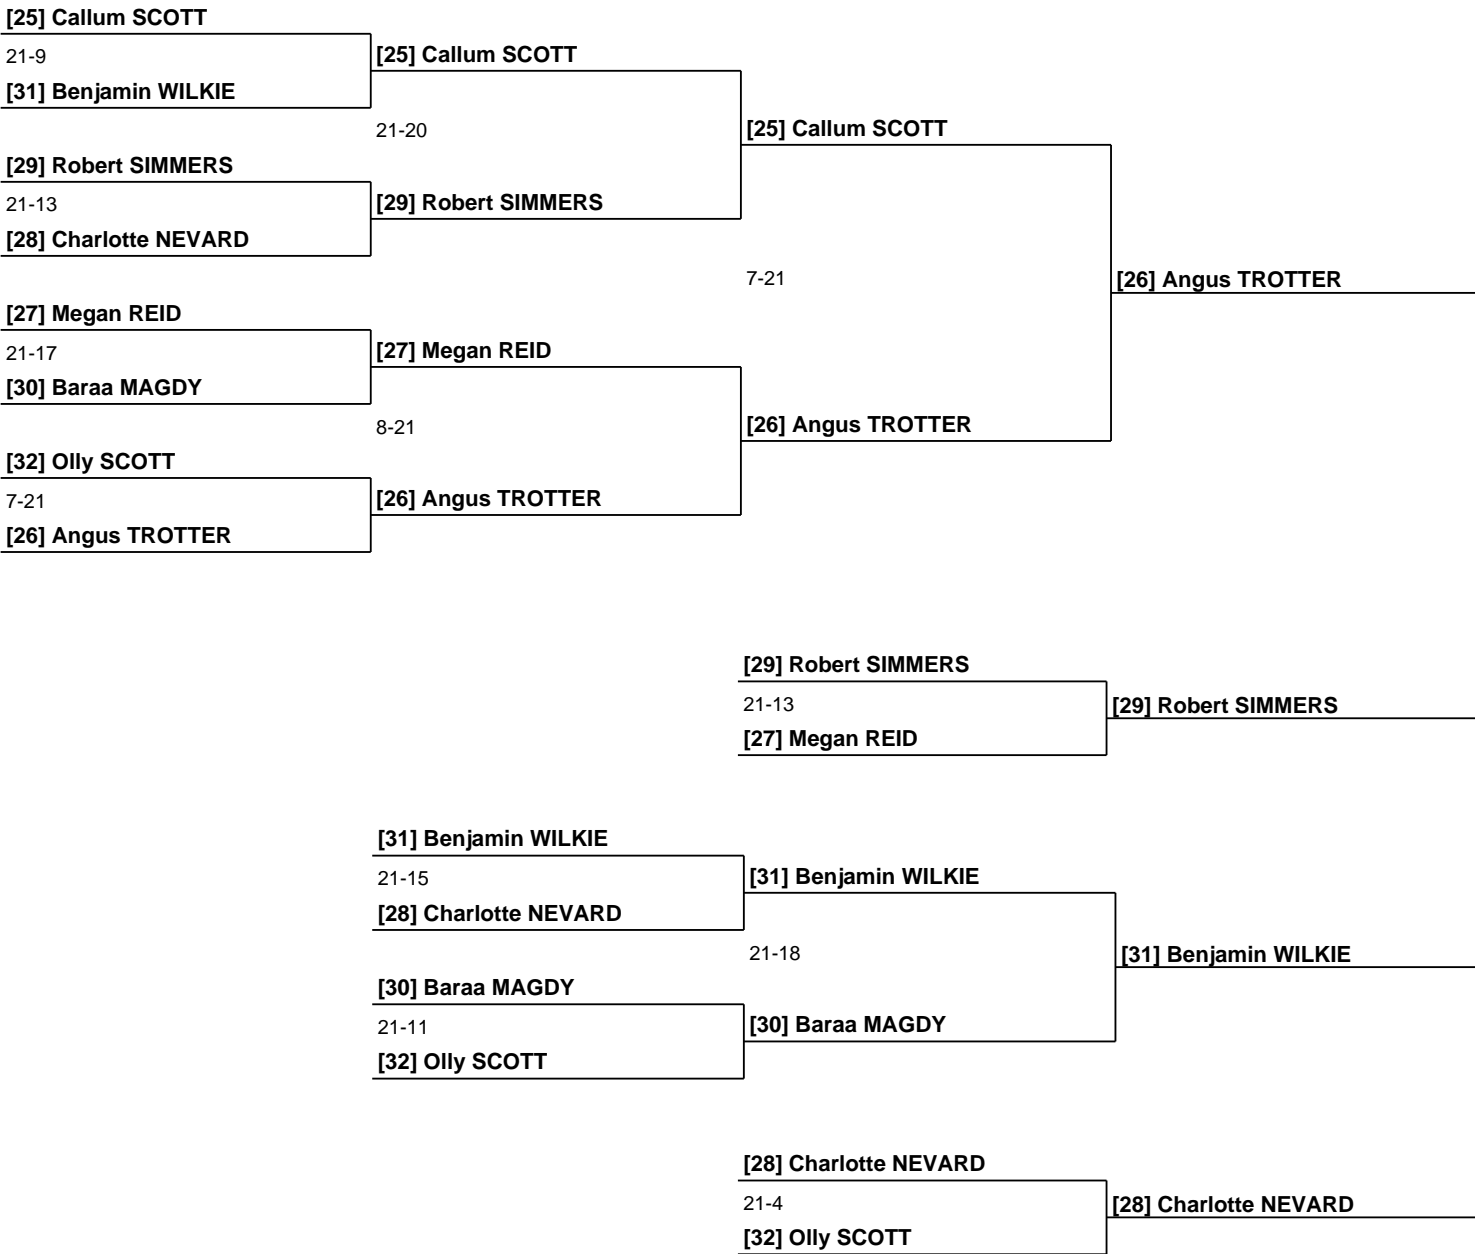 [25] Callum SCOTT
21-9
[25] Callum SCOTT
[31] Benjamin WILKIE
21-20
[25] Callum SCOTT
[29] Robert SIMMERS
21-13
[29] Robert SIMMERS
[28] Charlotte NEVARD
7-21
[26] Angus TROTTER
[27] Megan REID
21-17
[27] Megan REID
[30] Baraa MAGDY
8-21
[26] Angus TROTTER
[32] Olly SCOTT
7-21
[26] Angus TROTTER
[26] Angus TROTTER
[29] Robert SIMMERS
21-13
[29] Robert SIMMERS
[27] Megan REID
[31] Benjamin WILKIE
21-15
[31] Benjamin WILKIE
[28] Charlotte NEVARD
21-18
[31] Benjamin WILKIE
[30] Baraa MAGDY
21-11
[30] Baraa MAGDY
[32] Olly SCOTT
[28] Charlotte NEVARD
21-4
[28] Charlotte NEVARD
[32] Olly SCOTT